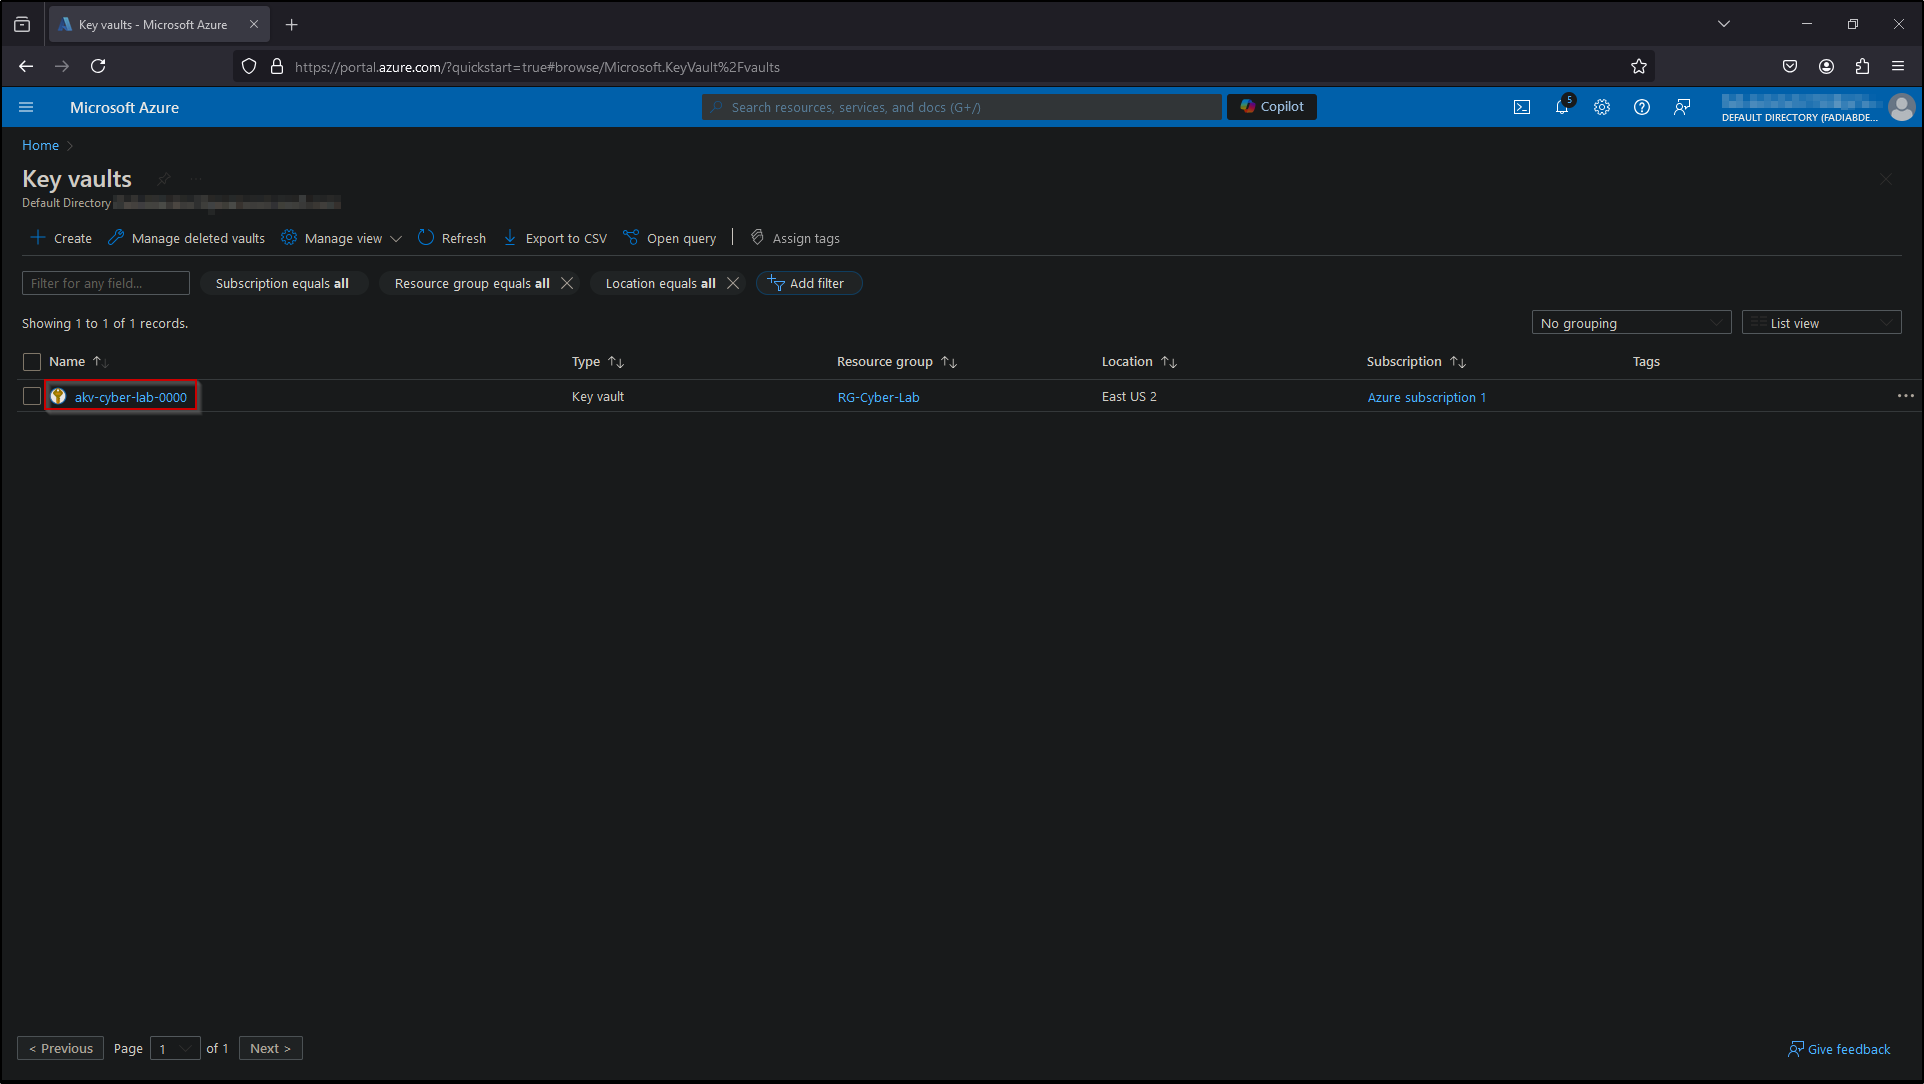 Key vaults - Microsoft Azure
https://portal.azure.com/?quickstart=true#browse/Microsoft.KeyVault%2Fvaults
Microsoft Azure
Search resources, services, and docs (G+/)
Copilot
5
DEFAULT DIRECTORY (FADIABDE...
Home
Key vaults
Default Directory
Create
Manage deleted vaults
Manage view
Refresh
Export to CSV
Open query
Assign tags
Filter for any field...
Subscription equals all
Resource group equals all
Location equals all
Add filter
Showing 1 to 1 of 1 records.
No grouping
List view
Name
Type
Resource group
Location
Subscription
Tags
akv-cyber-lab-0000
Key vault
RG-Cyber-Lab
East US 2
Azure subscription 1
< Previous
Page
1
of 1
Next >
Give feedback